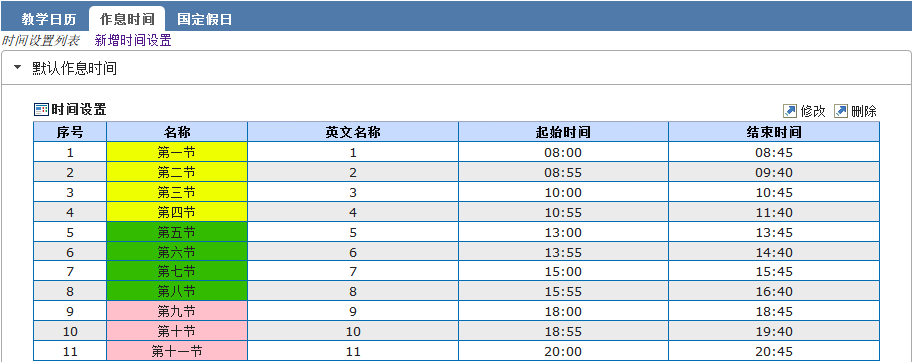 教学日历 作息时间 国定假日
时间设置列表 新增时间设置
默认作息时间
时间设置 修改 删除
序号 名称 英文名称 起始时间 结束时间
1 第一节 1 08:00 08:45
2 第二节 2 08:55 09:40
3 第三节 3 10:00 10:45
4 第四节 4 10:55 11:40
5 第五节 5 13:00 13:45
6 第六节 6 13:55 14:40
7 第七节 7 15:00 15:45
8 第八节 8 15:55 16:40
9 第九节 9 18:00 18:45
10 第十节 10 18:55 19:40
11 第十一节 11 20:00 20:45